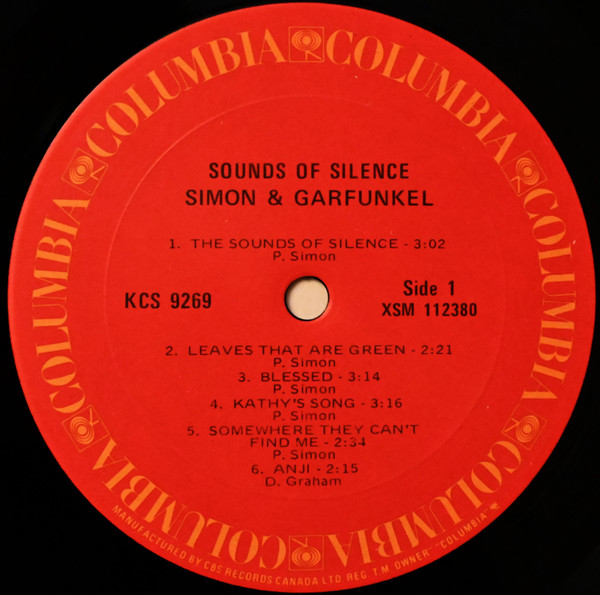 COLUMBIA COLUMBIA COLUMBIA COLUMBIA COLUMBIA COLUMBIA COLUMBIA COLUMBIA
SOUNDS OF SILENCE
SIMON & GARFUNKEL
1. THE SOUNDS OF SILENCE - 3:02
P. Simon
KCS 9269
Side 1
XSM 112380
2. LEAVES THAT ARE GREEN - 2:21
P. Simon
3. BLESSED - 3:14
P. Simon
4. KATHY'S SONG - 3:16
P. Simon
5. SOMEWHERE THEY CAN'T
FIND ME - 2:34
P. Simon
6. ANJI - 2:15
D. Graham
MANUFACTURED BY CBS RECORDS CANADA LTD REG. T M OWNER "COLUMBIA"